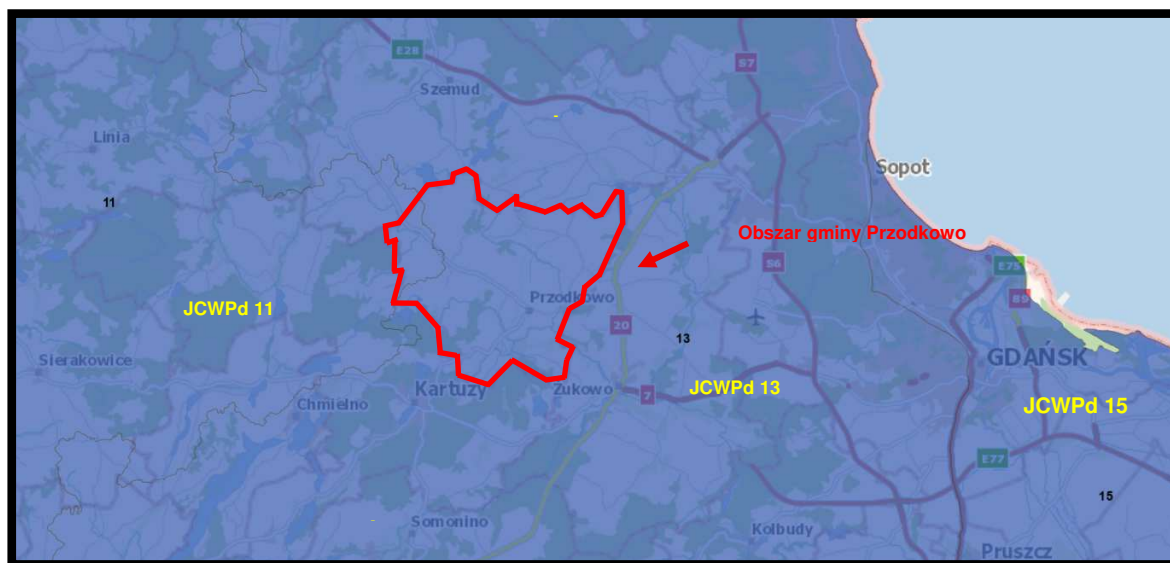 E28
S7
Szemud
Linia
Sopot
11
Obszar gminy Przodkowo
S6
E75
89
JCWPd 11
Przodkowo
20
13
GDAŃSK
Sierakowice
Kartuzy
Żukowo
7
JCWPd 13
Chmielno
JCWPd 15
E77
15
Somonino
Kolbudy
Pruszcz